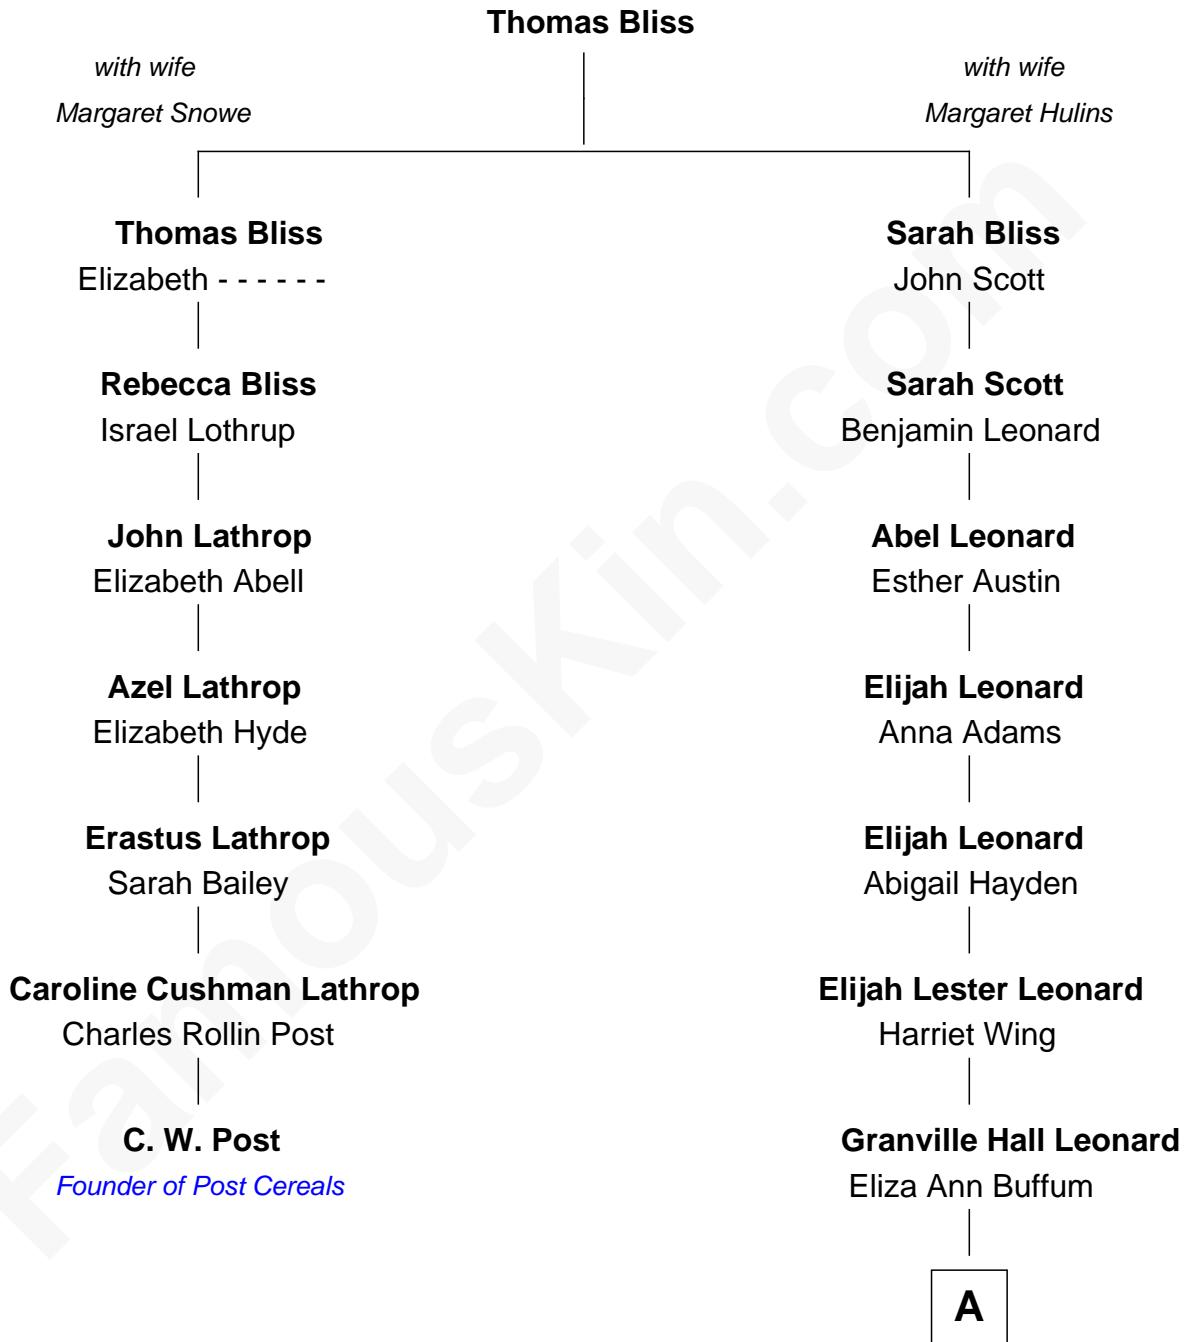 Thomas Bliss
with wife
Margaret Snowe
with wife
Margaret Hulins
Thomas Bliss
Elizabeth - - - - - -
Sarah Bliss
John Scott
Rebecca Bliss
Israel Lothrup
Sarah Scott
Benjamin Leonard
John Lathrop
Elizabeth Abell
Abel Leonard
Esther Austin
Azel Lathrop
Elizabeth Hyde
Elijah Leonard
Anna Adams
Erastus Lathrop
Sarah Bailey
Elijah Leonard
Abigail Hayden
Caroline Cushman Lathrop
Charles Rollin Post
Elijah Lester Leonard
Harriet Wing
C. W. Post
Founder of Post Cereals
Granville Hall Leonard
Eliza Ann Buffum
A
FamousKin.com